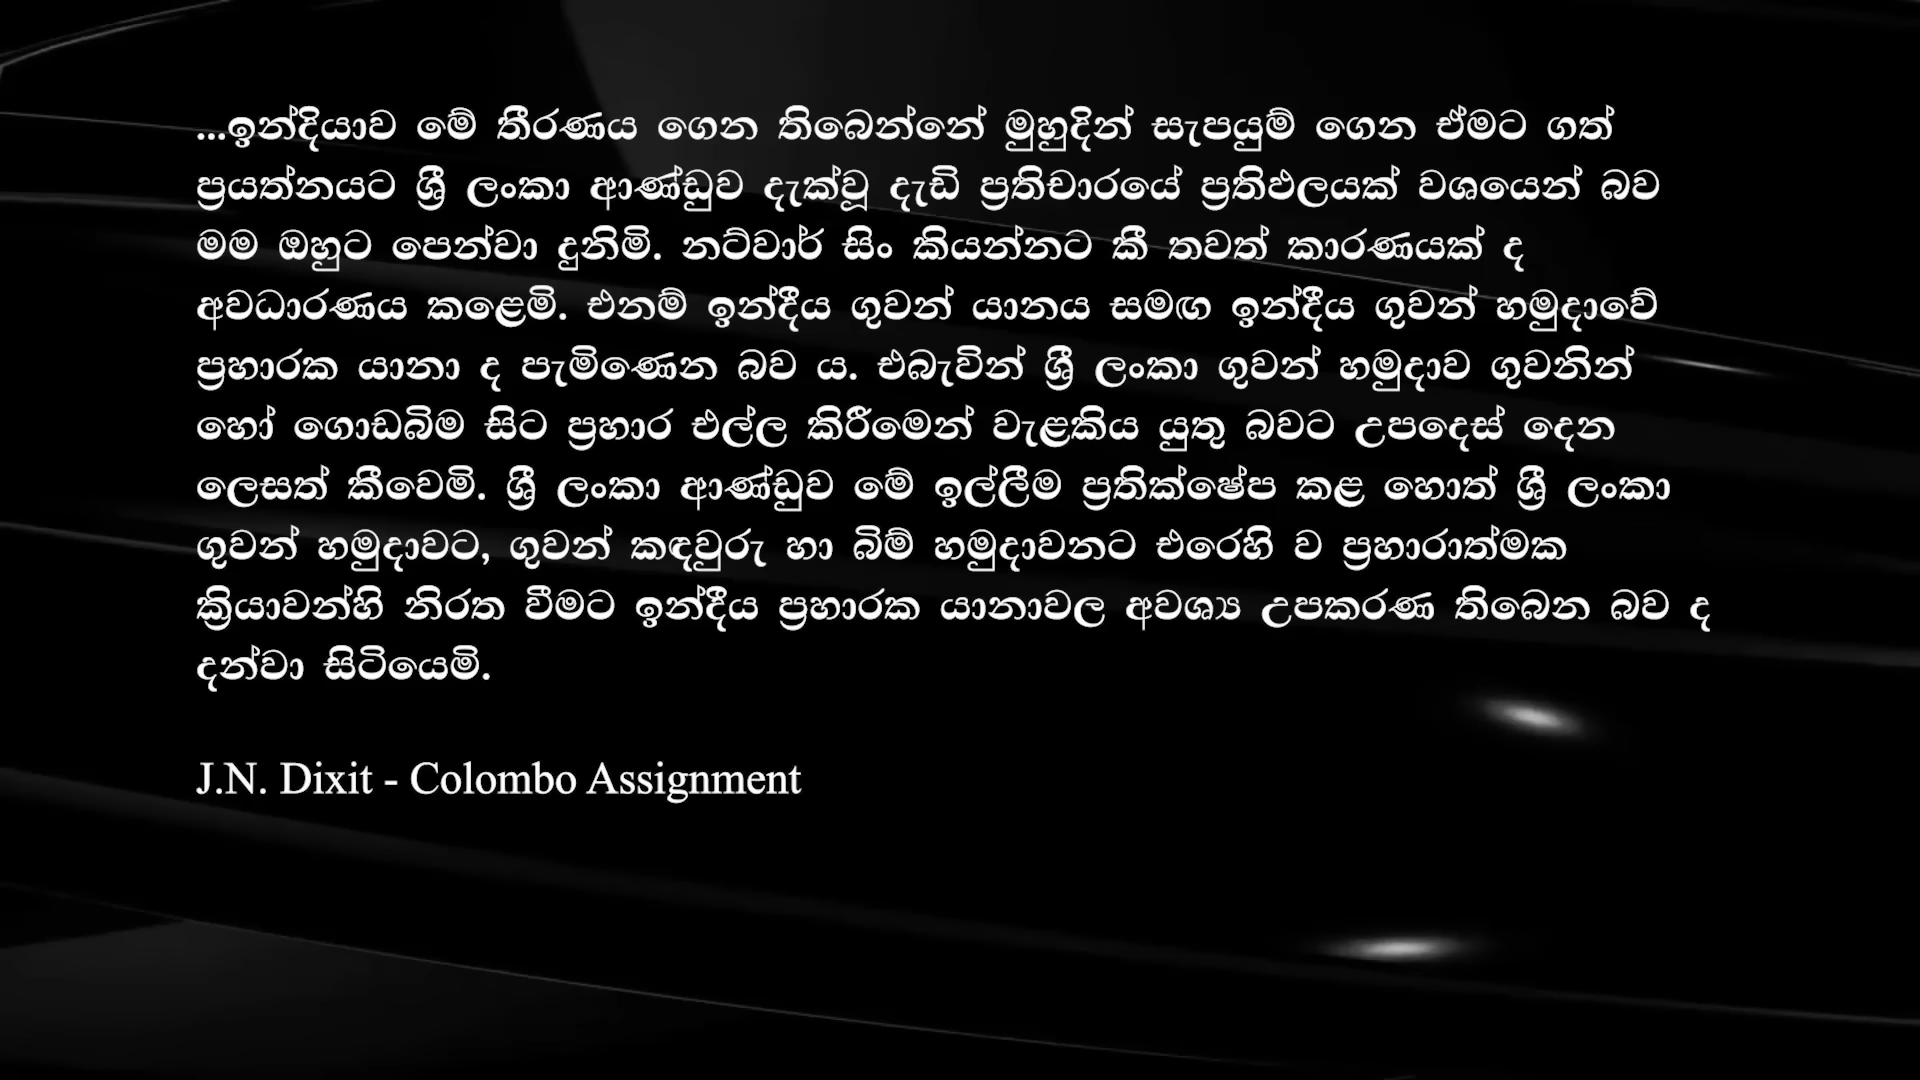 ...ඉන්දියාව මේ තීරණය ගෙන තිබෙන්නේ මුහුදින් සැපයුම් ගෙන ඒමට ගත්
ප්‍රයත්නයට ශ්‍රී ලංකා ආණ්ඩුව දැක්වූ දැඩි ප්‍රතිචාරයේ ප්‍රතිඵලයක් වශයෙන් බව
මම ඔහුට පෙන්වා දුනිමි. නට්වාර් සිං කියන්නට කී තවත් කාරණයක් ද
අවධාරණය කළෙමි. එනම් ඉන්දීය ගුවන් යානය සමඟ ඉන්දීය ගුවන් හමුදාවේ
ප්‍රහාරක යානා ද පැමිණෙන බව ය. එබැවින් ශ්‍රී ලංකා ගුවන් හමුදාව ගුවනින්
හෝ ගොඩබිම සිට ප්‍රහාර එල්ල කිරීමෙන් වැළකිය යුතු බවට උපදෙස් දෙන
ලෙසත් කීවෙමි. ශ්‍රී ලංකා ආණ්ඩුව මේ ඉල්ලීම ප්‍රතික්ෂේප කළ හොත් ශ්‍රී ලංකා
ගුවන් හමුදාවට, ගුවන් කඳවුරු හා බිම් හමුදාවනට එරෙහි ව ප්‍රහාරාත්මක
ක්‍රියාවන්හි නිරත වීමට ඉන්දීය ප්‍රහාරක යානාවල අවශ්‍ය උපකරණ තිබෙන බව ද
දන්වා සිටියෙමි.
J.N. Dixit - Colombo Assignment